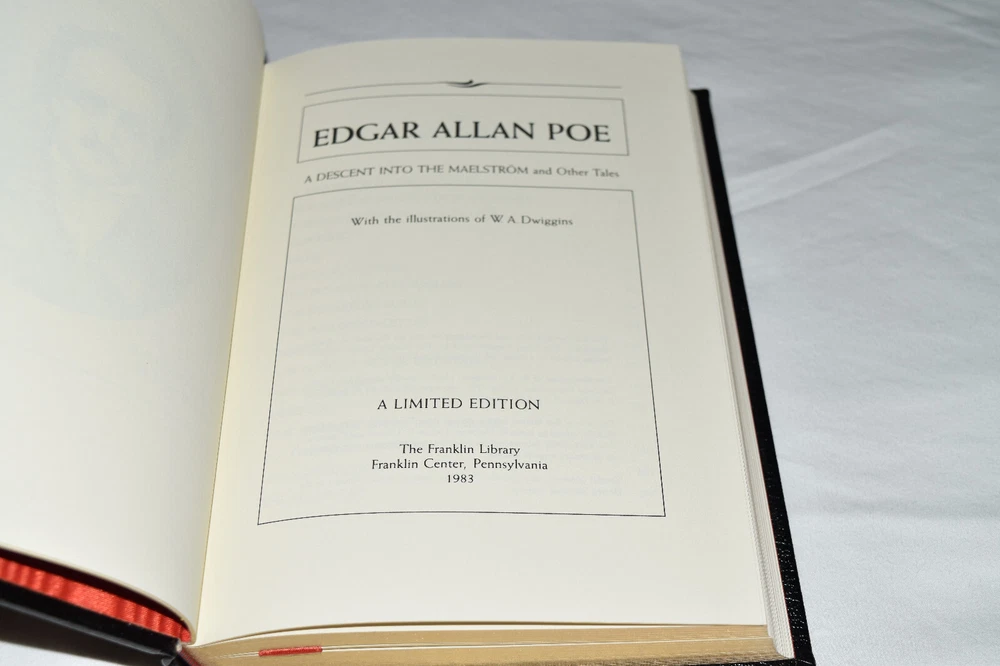 EDGAR ALLAN POE
A DESCENT INTO THE MAELSTRÖM and Other Tales
With the illustrations of W A Dwiggins
A LIMITED EDITION
The Franklin Library
Franklin Center, Pennsylvania
1983